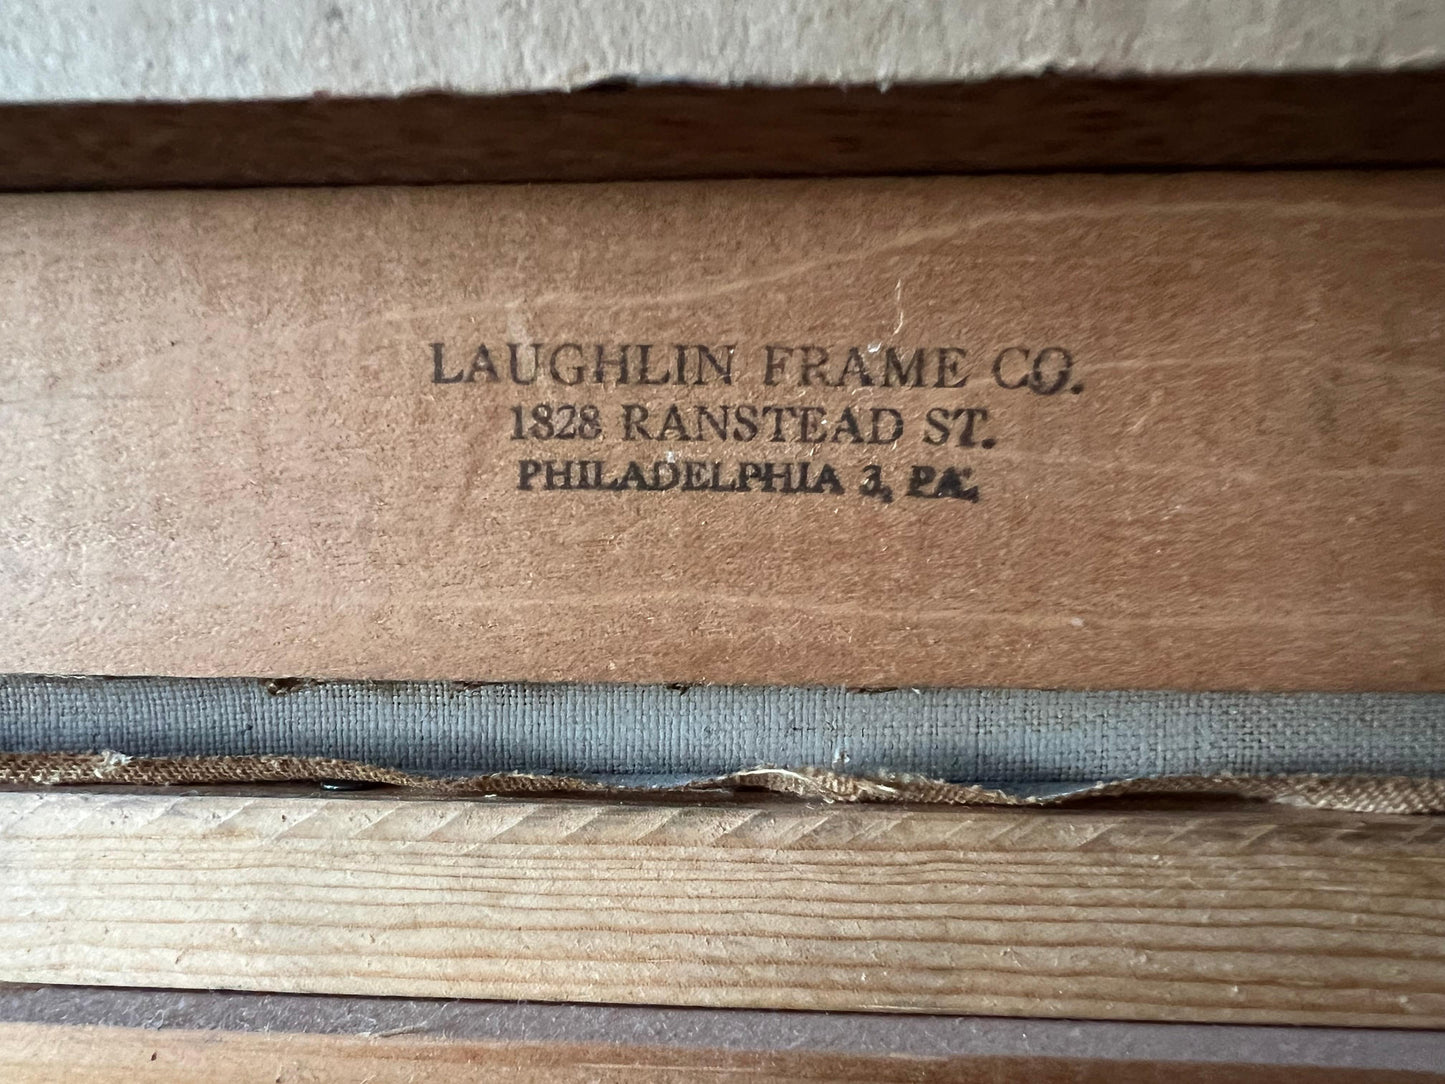 LAUGHLIN FRAME CO.
1828 RANSTEAD ST.
PHILADELPHIA 3, PA.